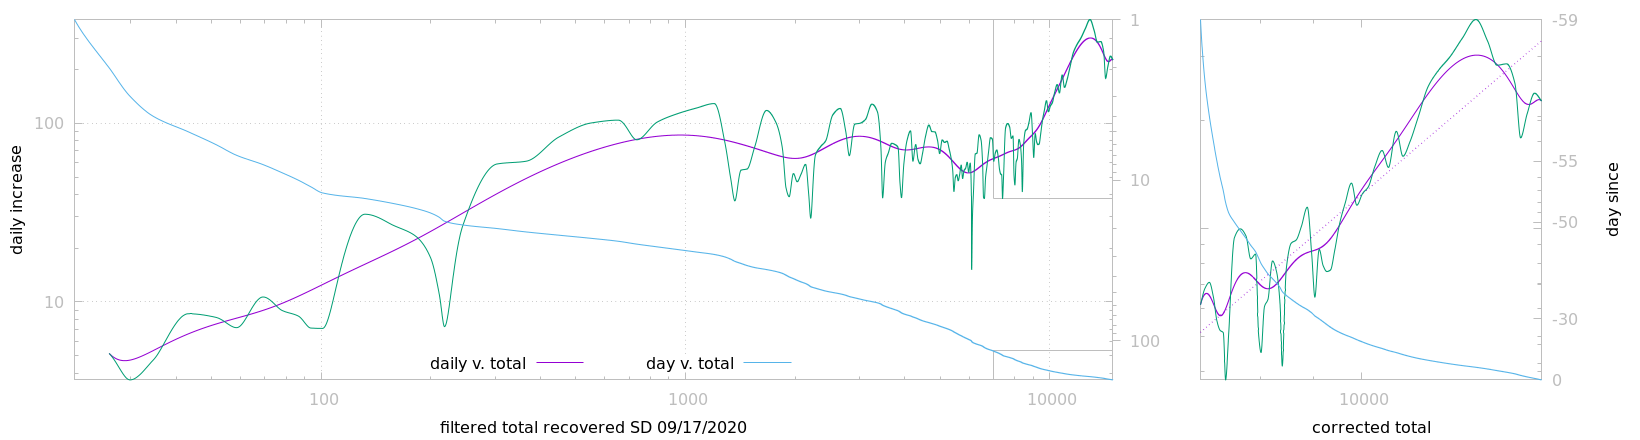 daily increase
100
10
daily v. total
day v. total
1
10
100
100
1000
10000
filtered total recovered SD 09/17/2020
-59
-55
-50
-30
0
day since
10000
corrected total